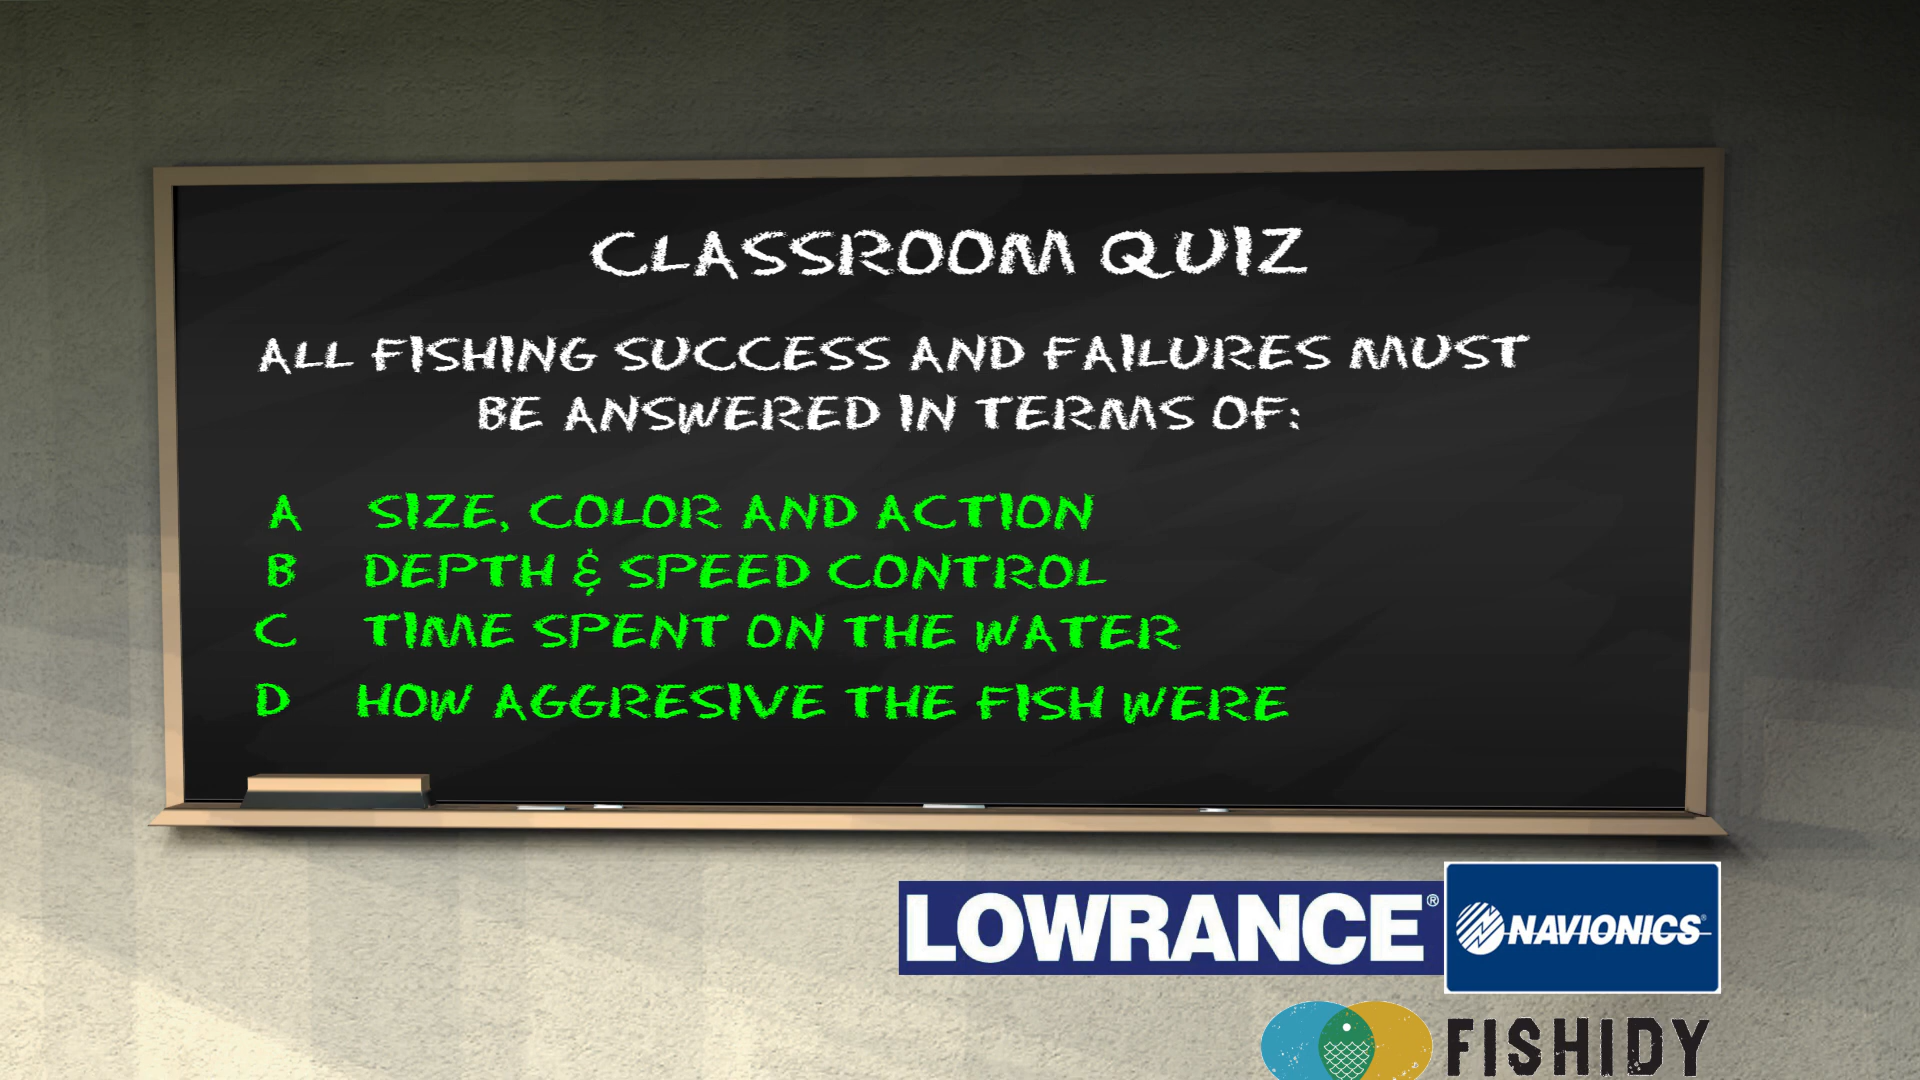 CLASSROOM QUIZ
ALL FISHING SUCCESS AND FAILURES MUST
BE ANSWERED IN TERMS OF:
A SIZE, COLOR AND ACTION
B DEPTH & SPEED CONTROL
C TIME SPENT ON THE WATER
D HOW AGGRESIVE THE FISH WERE
LOWRANCE®
NAVIONICS®
FISHIDY